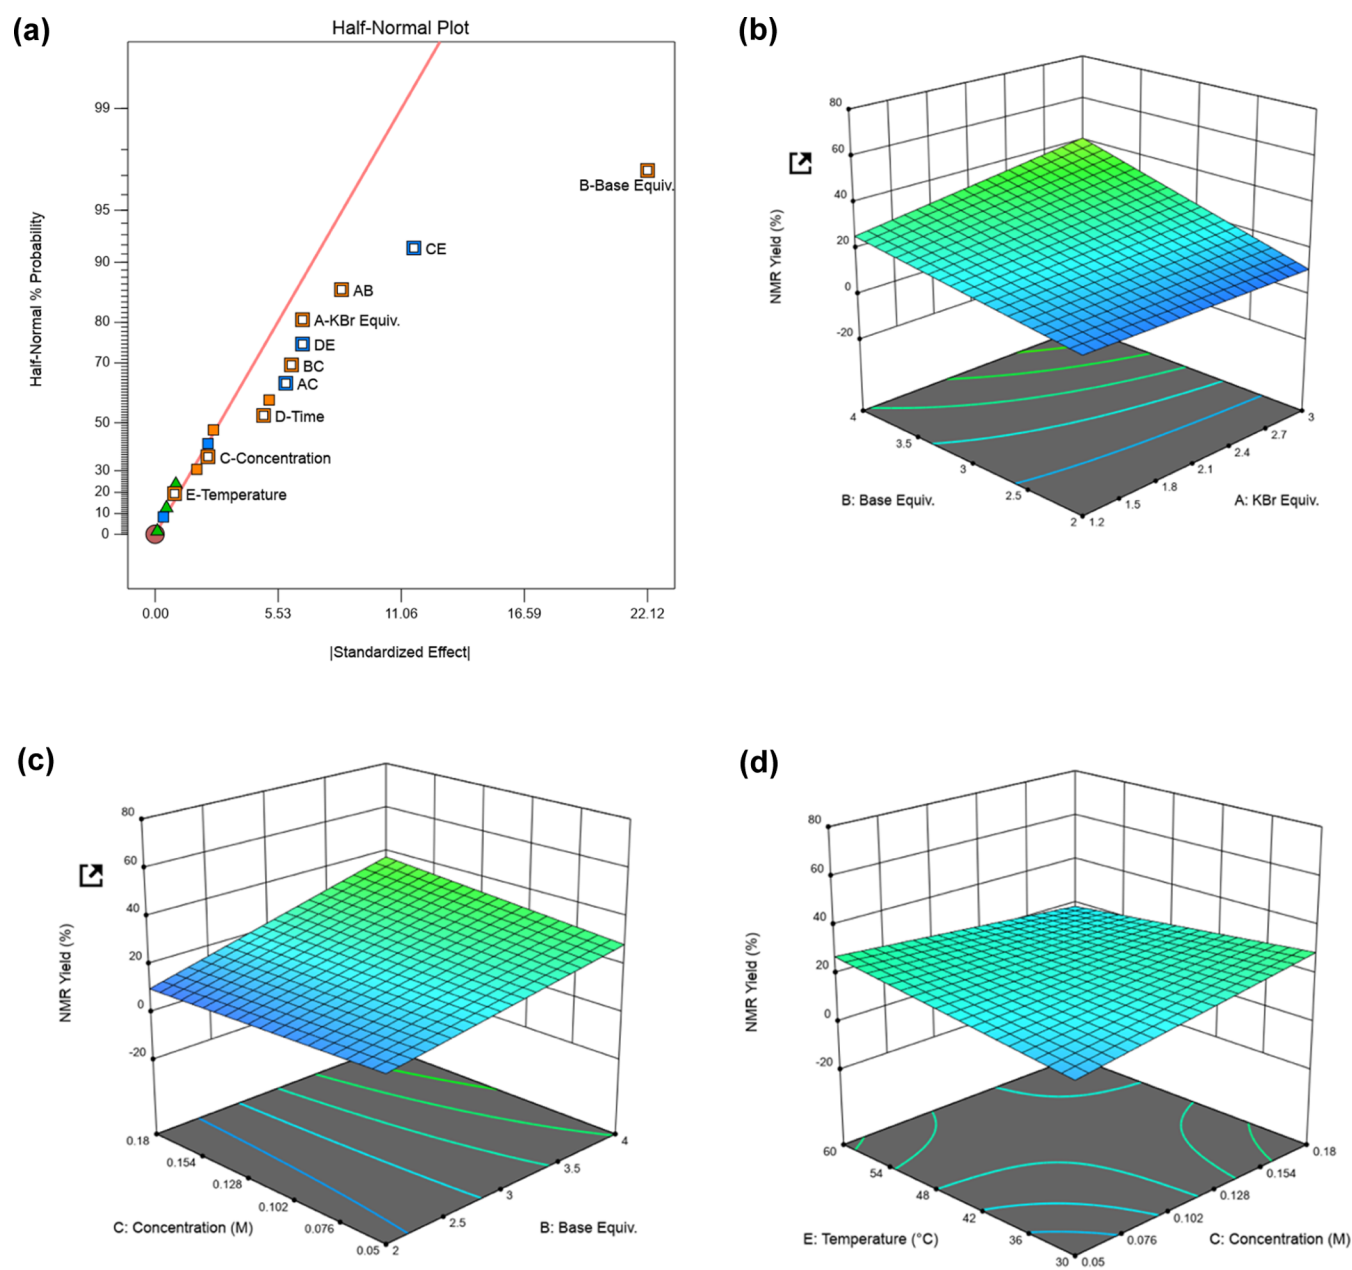 (a)
Half-Normal Plot
Half-Normal % Probability
99
95
90
80
70
50
30
20
10
0
B-Base Equiv.
CE
AB
A-KBr Equiv.
DE
BC
AC
D-Time
C-Concentration
E-Temperature
0.00 5.53 11.06 16.59 22.12
|Standardized Effect|
(b)
NMR Yield (%)
80
60
40
20
0
-20
4 3.5 3 2.5 2
1.2 1.5 1.8 2.1 2.4 2.7 3
B: Base Equiv.
A: KBr Equiv.
(c)
NMR Yield (%)
80
60
40
20
0
-20
0.18 0.154 0.128 0.102 0.076 0.05
2 2.5 3 3.5 4
C: Concentration (M)
B: Base Equiv.
(d)
NMR Yield (%)
80
60
40
20
0
-20
60 54 48 42 36 30
0.05 0.076 0.102 0.128 0.154 0.18
E: Temperature (°C)
C: Concentration (M)